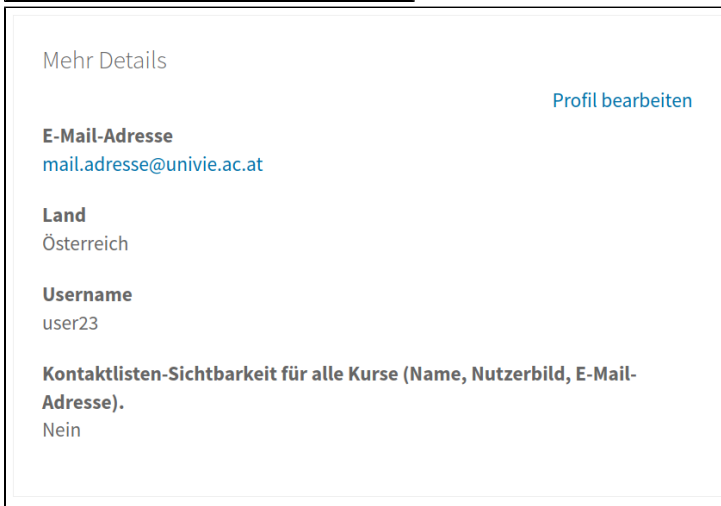 Mehr Details
Profil bearbeiten
E-Mail-Adresse
mail.adresse@univie.ac.at
Land
Österreich
Username
user23
Kontaktlisten-Sichtbarkeit für alle Kurse (Name, Nutzerbild, E-Mail-
Adresse).
Nein